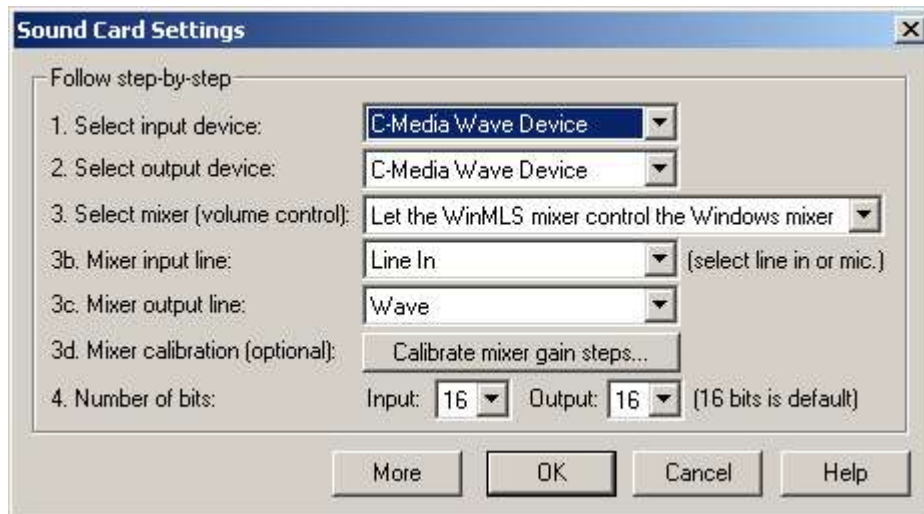 Sound Card Settings
Follow step-by-step
1. Select input device: C-Media Wave Device
2. Select output device: C-Media Wave Device
3. Select mixer (volume control): Let the WinMLS mixer control the Windows mixer
3b. Mixer input line: Line In (select line in or mic.)
3c. Mixer output line: Wave
3d. Mixer calibration (optional): Calibrate mixer gain steps...
4. Number of bits: Input: 16 Output: 16 (16 bits is default)
More OK Cancel Help